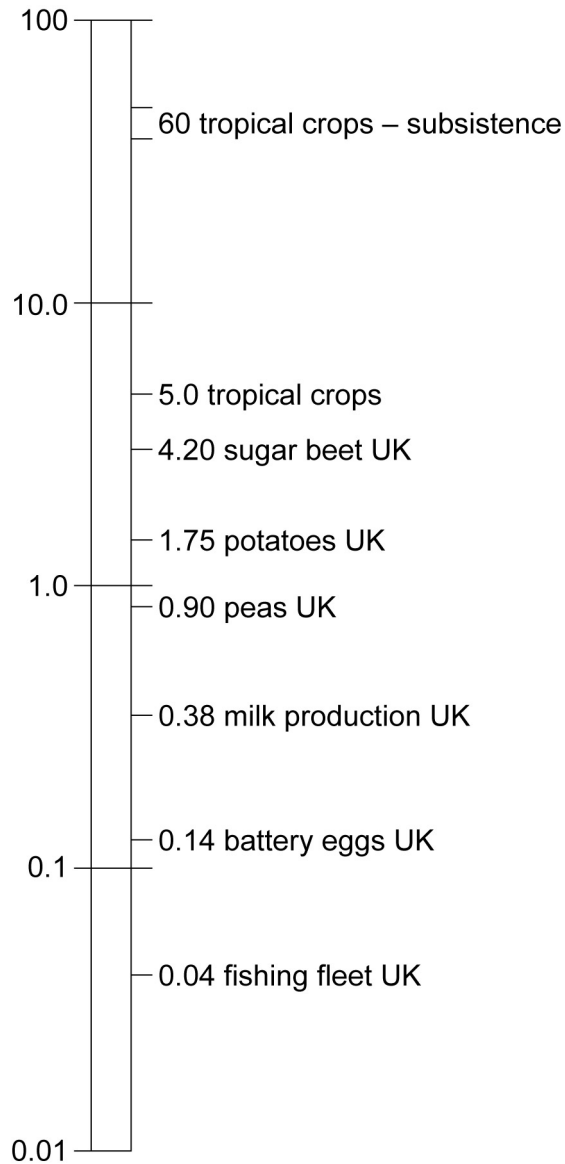 100
60 tropical crops – subsistence
10.0
5.0 tropical crops
4.20 sugar beet UK
1.75 potatoes UK
1.0
0.90 peas UK
0.38 milk production UK
0.14 battery eggs UK
0.1
0.04 fishing fleet UK
0.01